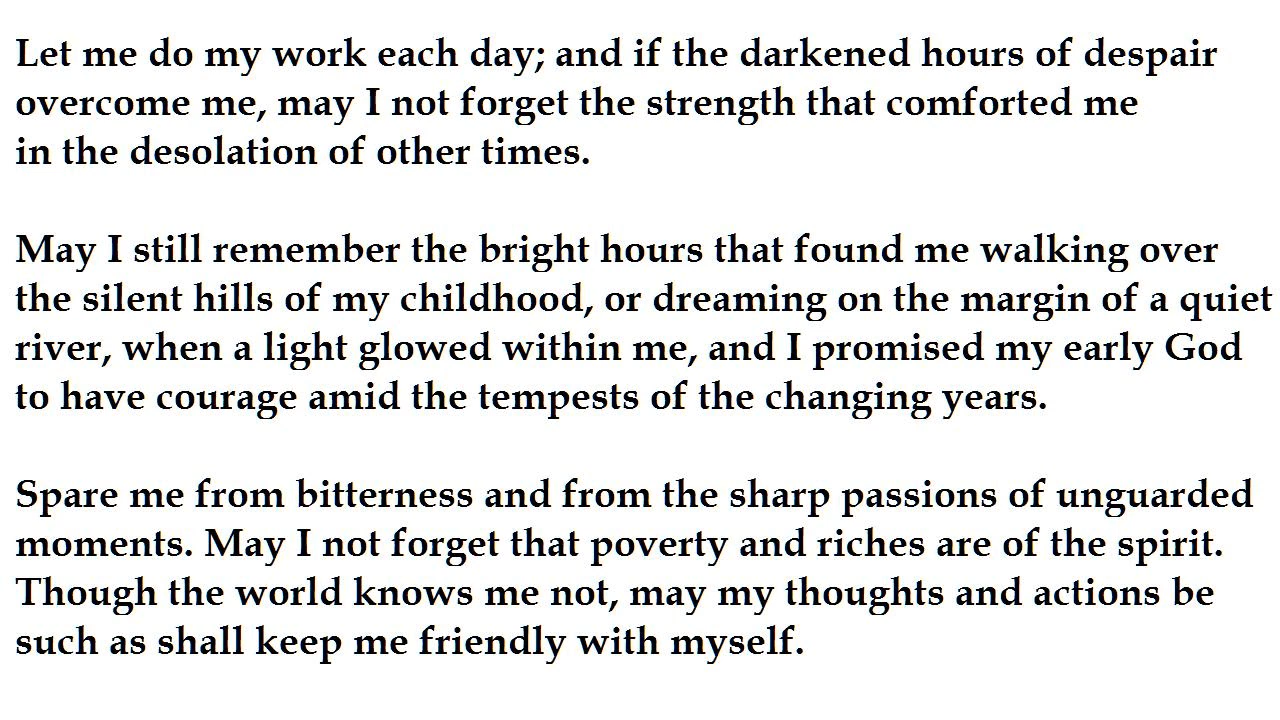 Let me do my work each day; and if the darkened hours of despair
overcome me, may I not forget the strength that comforted me
in the desolation of other times.
May I still remember the bright hours that found me walking over
the silent hills of my childhood, or dreaming on the margin of a quiet
river, when a light glowed within me, and I promised my early God
to have courage amid the tempests of the changing years.
Spare me from bitterness and from the sharp passions of unguarded
moments. May I not forget that poverty and riches are of the spirit.
Though the world knows me not, may my thoughts and actions be
such as shall keep me friendly with myself.